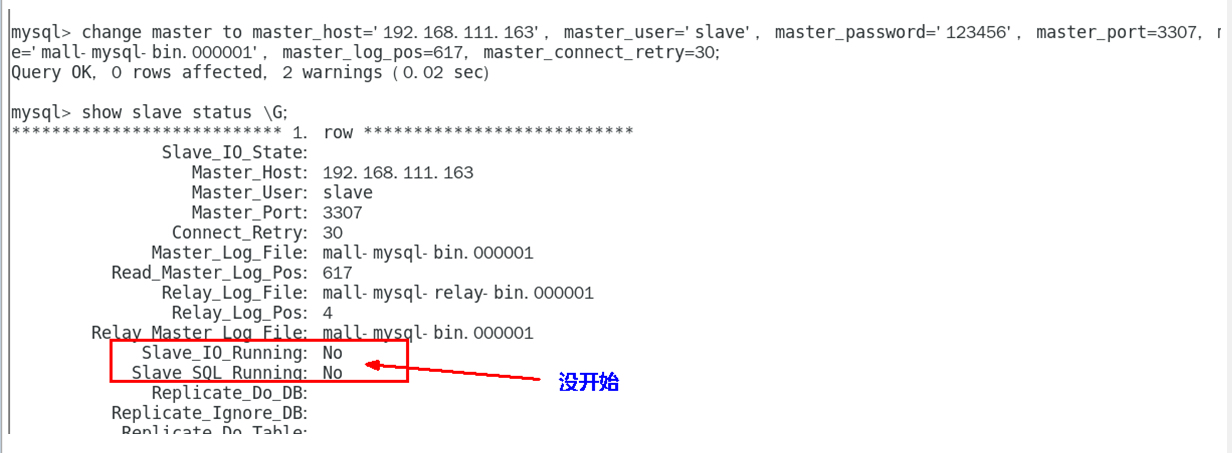 mysql> change master to master_host='192.168.111.163', master_user='slave', master_password='123456', master_port=3307,
e='mall-mysql-bin.000001', master_log_pos=617, master_connect_retry=30;
Query OK, 0 rows affected, 2 warnings (0.02 sec)
mysql> show slave status \G;
*************************** 1. row ***************************
Slave_IO_State:
Master_Host: 192.168.111.163
Master_User: slave
Master_Port: 3307
Connect_Retry: 30
Master_Log_File: mall-mysql-bin.000001
Read_Master_Log_Pos: 617
Relay_Log_File: mall-mysql-relay-bin.000001
Relay_Log_Pos: 4
Relay_Master_Log_File: mall-mysql-bin.000001
Slave_IO_Running: No
Slave_SQL_Running: No
没开始
Replicate_Do_DB:
Replicate_Ignore_DB:
Replicate_Do_Table: